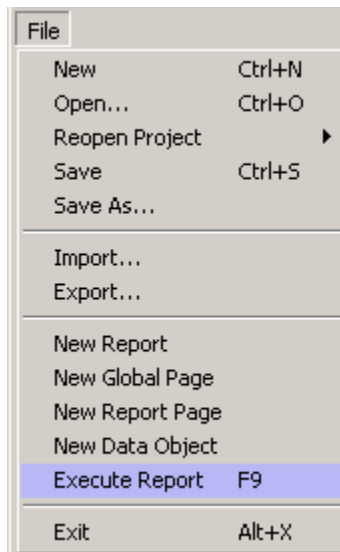 File
New Ctrl+N
Open... Ctrl+O
Reopen Project
Save Ctrl+S
Save As...
Import...
Export...
New Report
New Global Page
New Report Page
New Data Object
Execute Report F9
Exit Alt+X